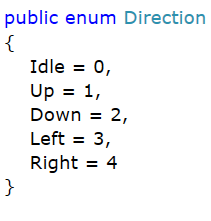 public enum Direction
{
    Idle = 0,
    Up = 1,
    Down = 2,
    Left = 3,
    Right = 4
}